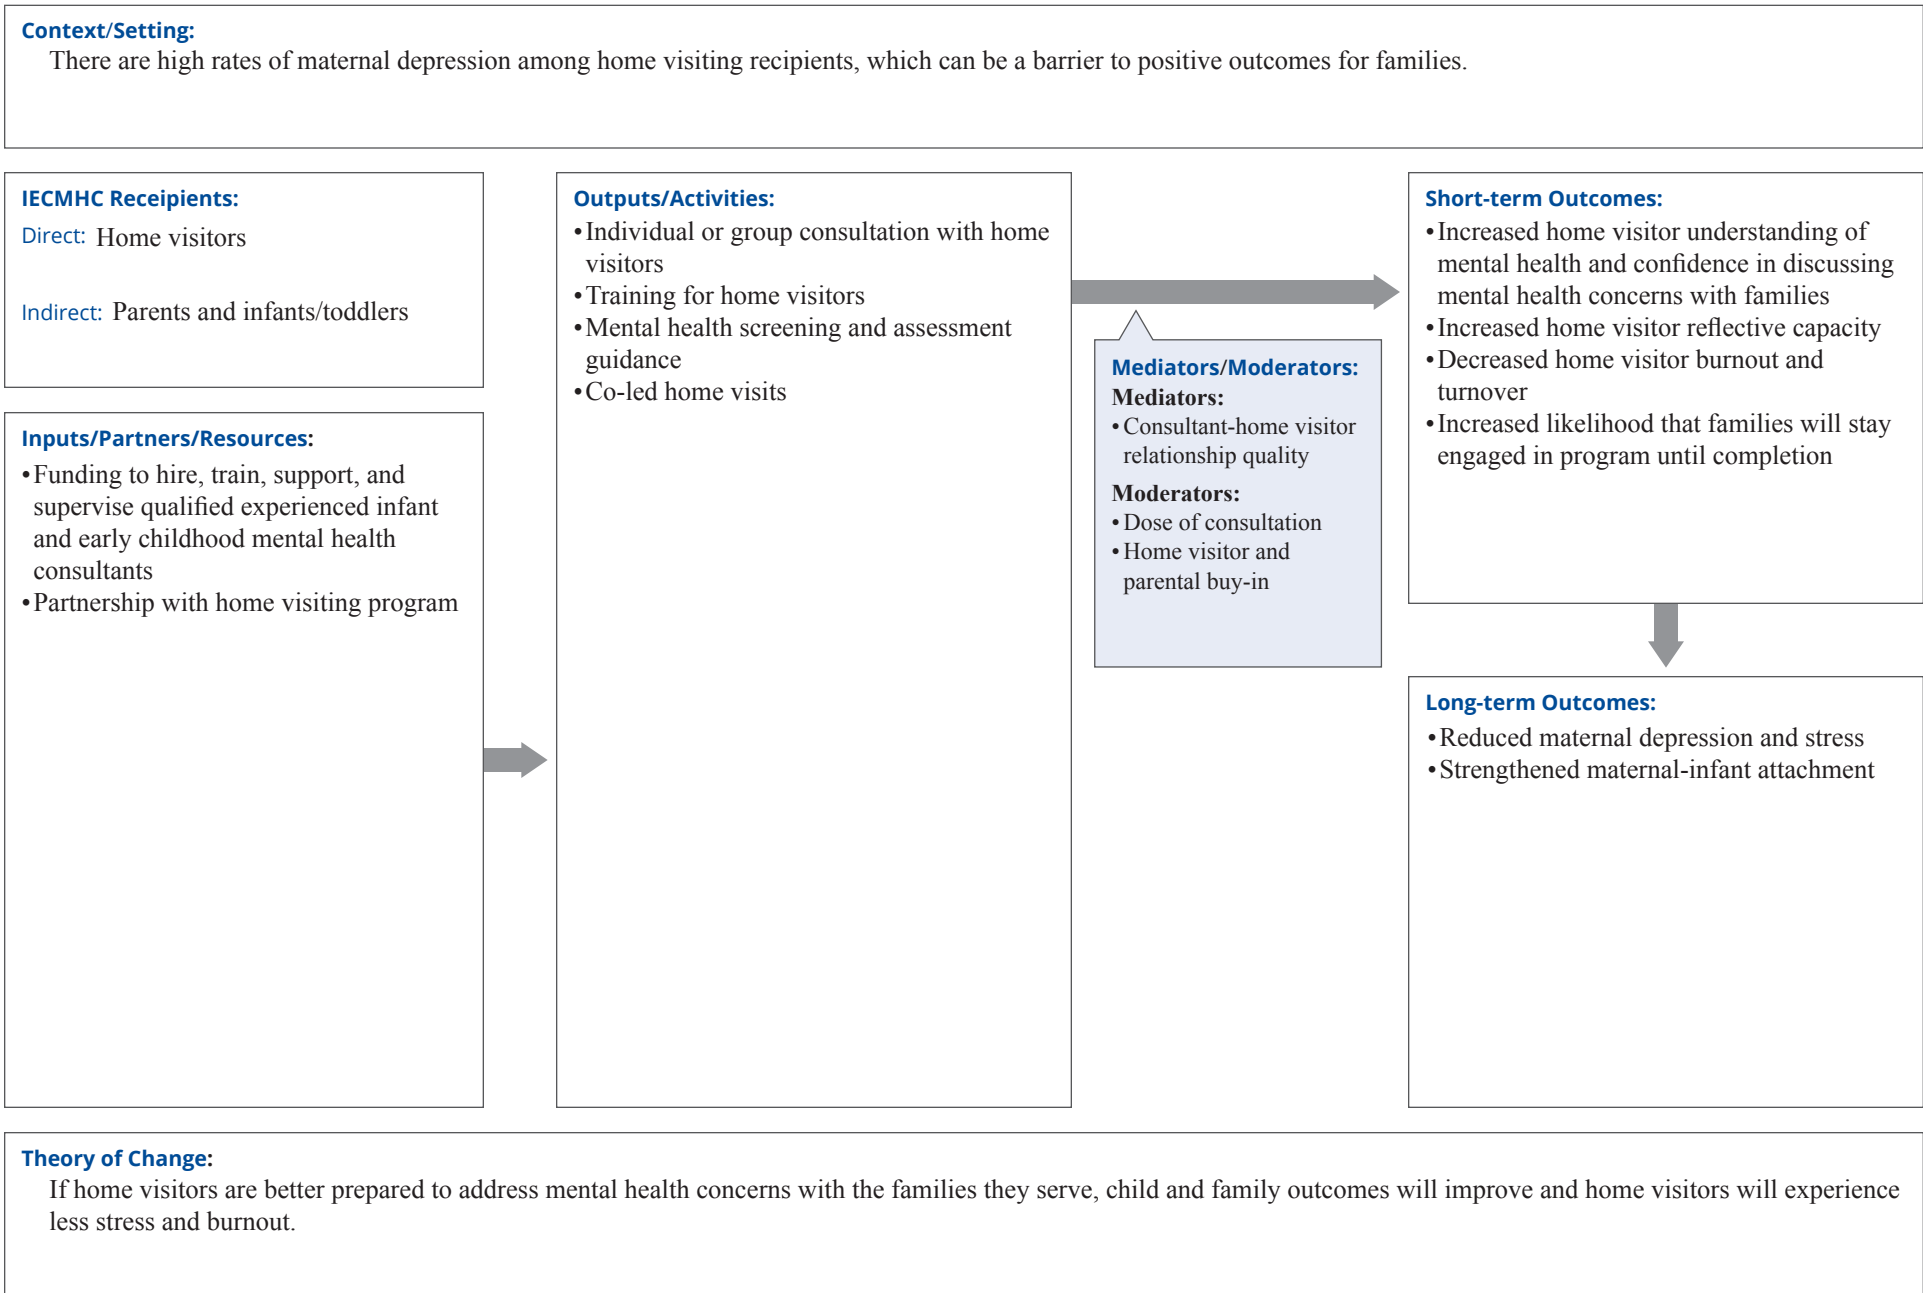 Context/Setting:
There are high rates of maternal depression among home visiting recipients, which can be a barrier to positive outcomes for families.
IECMHC Receipients:
Direct: Home visitors
Indirect: Parents and infants/toddlers
Inputs/Partners/Resources:
•Funding to hire, train, support, and
supervise qualified experienced infant
and early childhood mental health
consultants
•Partnership with home visiting program
Outputs/Activities:
•Individual or group consultation with home
visitors
•Training for home visitors
•Mental health screening and assessment
guidance
•Co-led home visits
Mediators/Moderators:
Mediators:
•Consultant-home visitor
relationship quality
Moderators:
•Dose of consultation
•Home visitor and
parental buy-in
Short-term Outcomes:
•Increased home visitor understanding of
mental health and confidence in discussing
mental health concerns with families
•Increased home visitor reflective capacity
•Decreased home visitor burnout and
turnover
•Increased likelihood that families will stay
engaged in program until completion
Long-term Outcomes:
•Reduced maternal depression and stress
•Strengthened maternal-infant attachment
Theory of Change:
If home visitors are better prepared to address mental health concerns with the families they serve, child and family outcomes will improve and home visitors will experience
less stress and burnout.